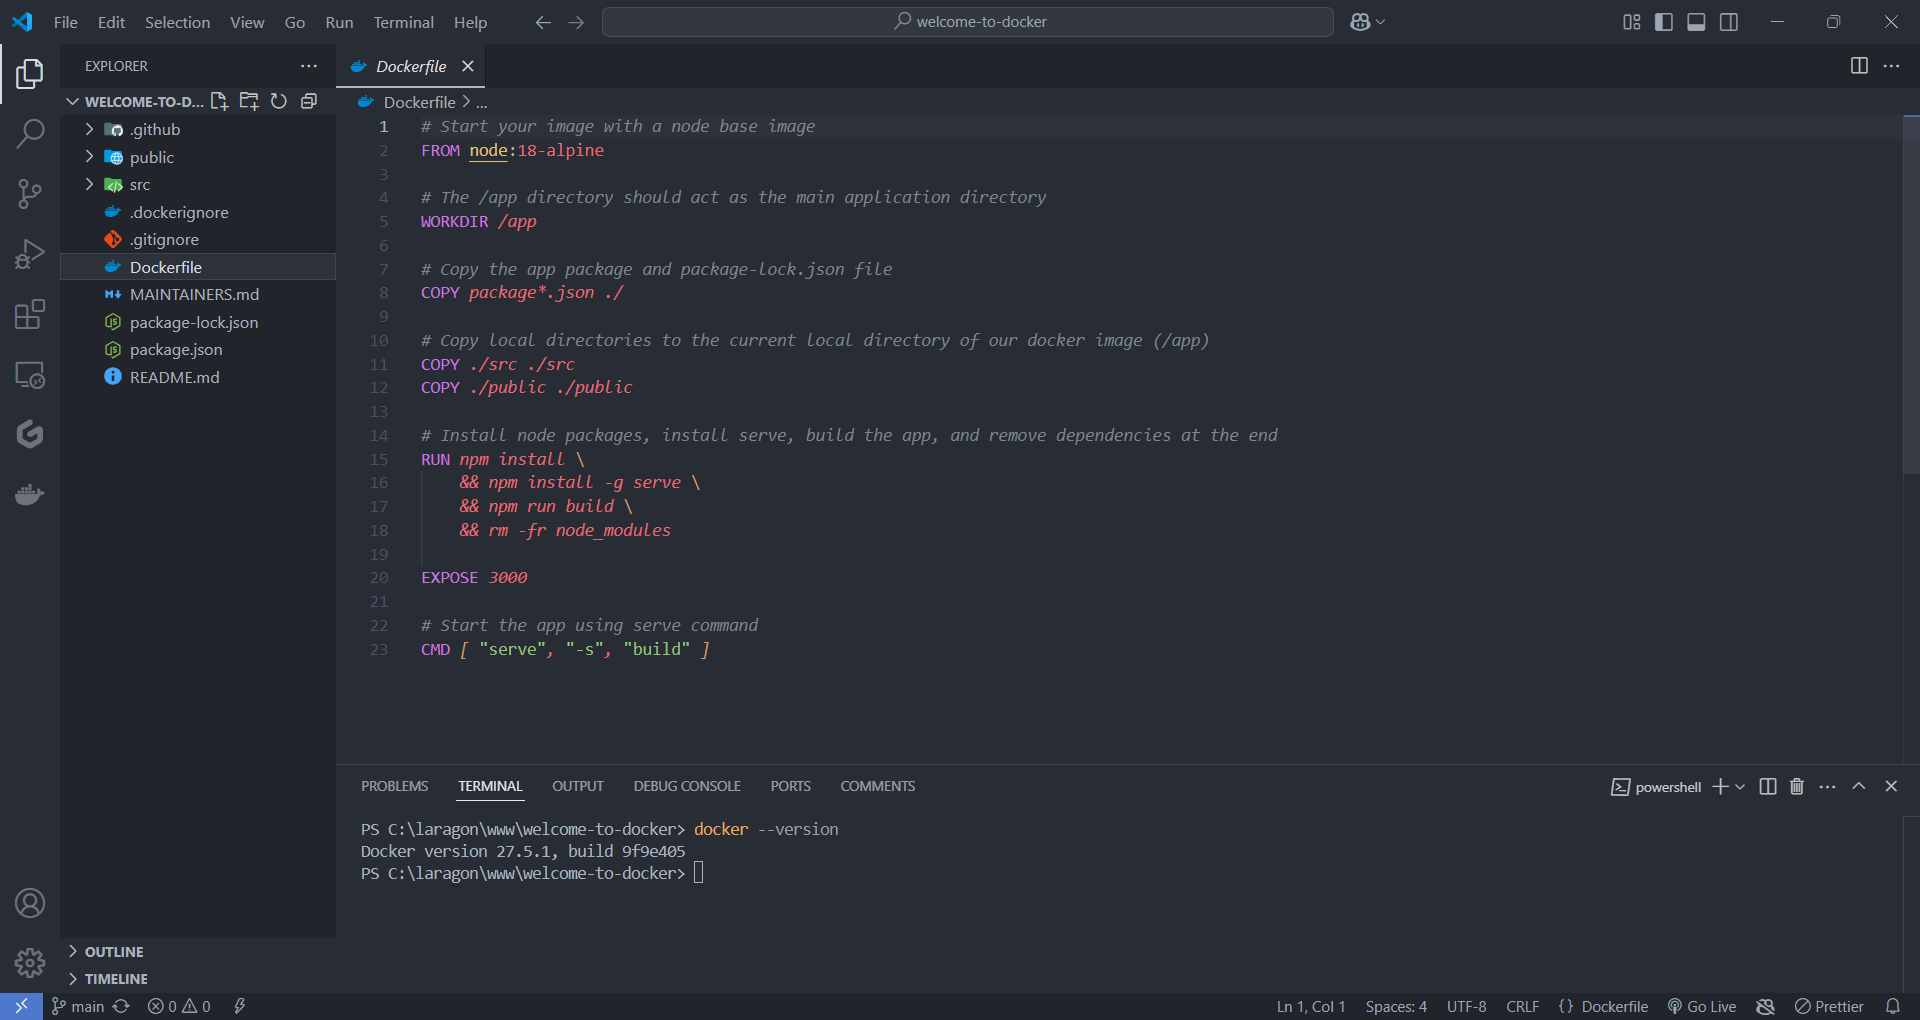 File Edit Selection View Go Run Terminal Help
welcome-to-docker
EXPLORER
WELCOME-TO-D...
.github
public
src
.dockerignore
.gitignore
Dockerfile
MAINTAINERS.md
package-lock.json
package.json
README.md
OUTLINE
TIMELINE
Dockerfile
Dockerfile > ...
1 # Start your image with a node base image
2 FROM node:18-alpine
3
4 # The /app directory should act as the main application directory
5 WORKDIR /app
6
7 # Copy the app package and package-lock.json file
8 COPY package*.json ./
9
10 # Copy local directories to the current local directory of our docker image (/app)
11 COPY ./src ./src
12 COPY ./public ./public
13
14 # Install node packages, install serve, build the app, and remove dependencies at the end
15 RUN npm install \
16 && npm install -g serve \
17 && npm run build \
18 && rm -fr node_modules
19
20 EXPOSE 3000
21
22 # Start the app using serve command
23 CMD [ "serve", "-s", "build" ]
PROBLEMS TERMINAL OUTPUT DEBUG CONSOLE PORTS COMMENTS
powershell
PS C:\laragon\www\welcome-to-docker> docker --version
Docker version 27.5.1, build 9f9e405
PS C:\laragon\www\welcome-to-docker>
main 0 0
Ln 1, Col 1 Spaces: 4 UTF-8 CRLF {} Dockerfile Go Live Prettier